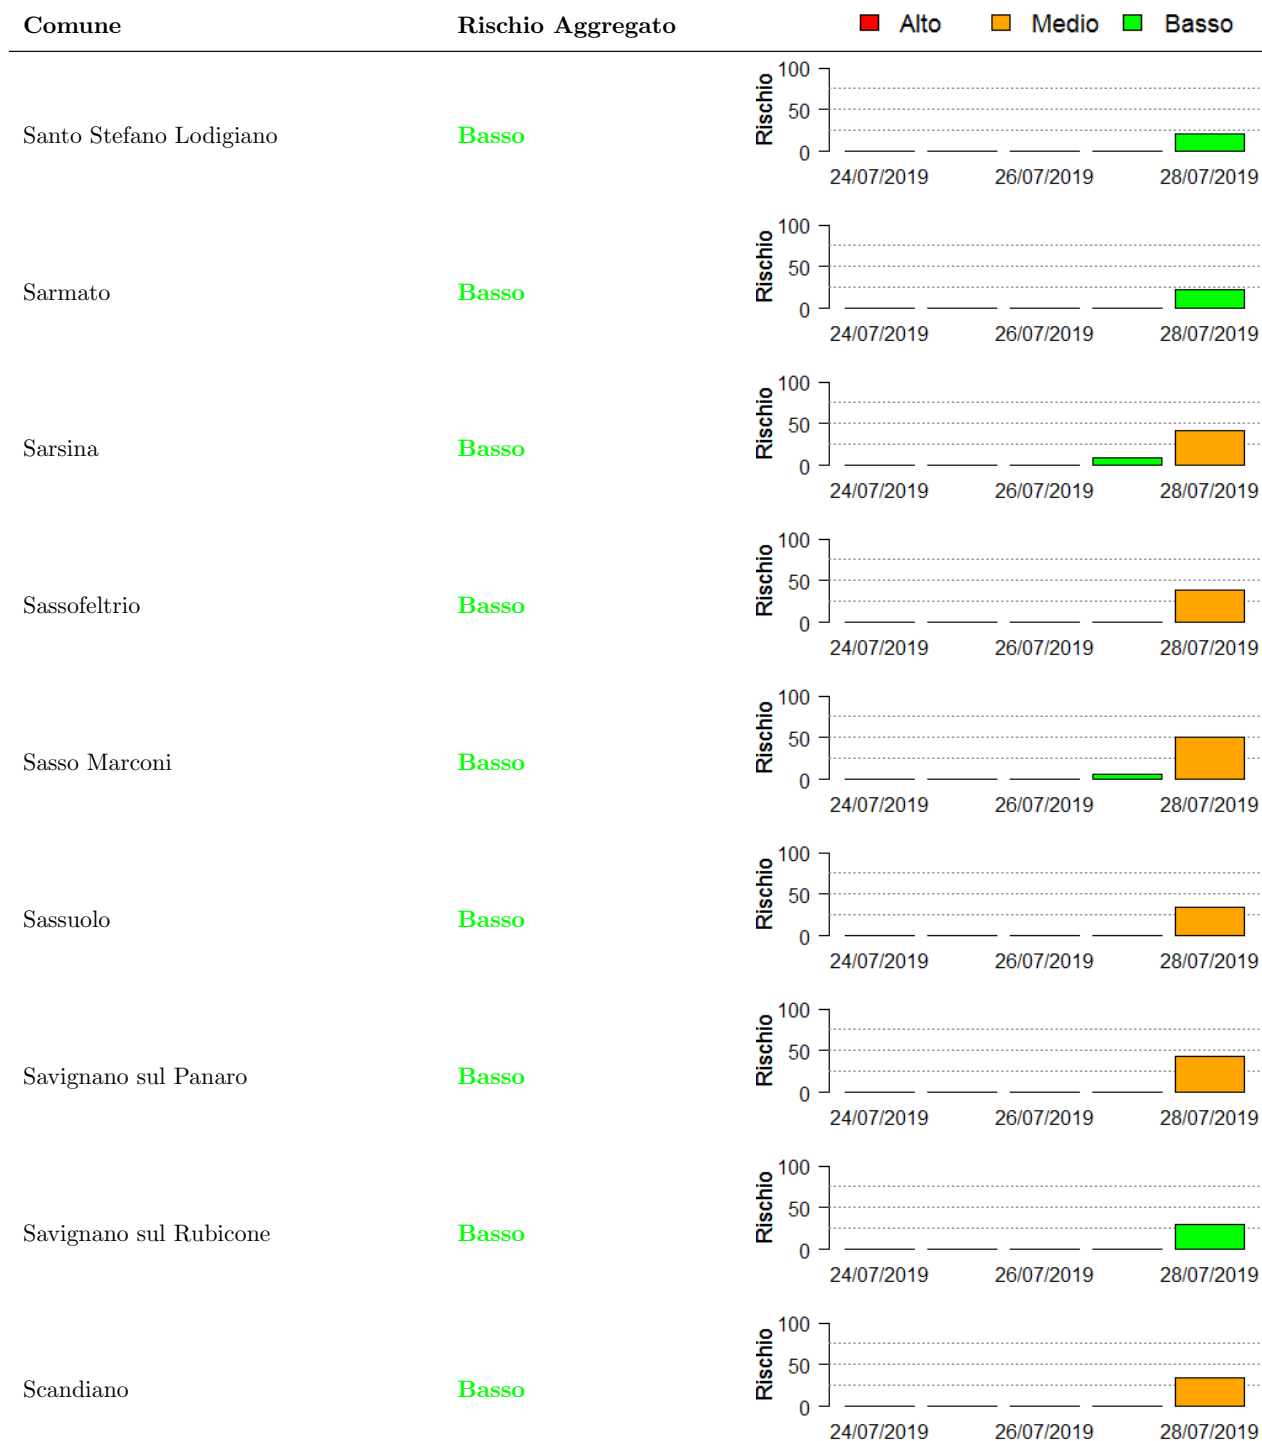 Comune Rischio Aggregato Alto Medio Basso
Santo Stefano Lodigiano Basso Rischio 100 50 0
24/07/2019 26/07/2019 28/07/2019
Sarmato Basso Rischio 100 50 0
24/07/2019 26/07/2019 28/07/2019
Sarsina Basso Rischio 100 50 0
24/07/2019 26/07/2019 28/07/2019
Sassofeltrio Basso Rischio 100 50 0
24/07/2019 26/07/2019 28/07/2019
Sasso Marconi Basso Rischio 100 50 0
24/07/2019 26/07/2019 28/07/2019
Sassuolo Basso Rischio 100 50 0
24/07/2019 26/07/2019 28/07/2019
Savignano sul Panaro Basso Rischio 100 50 0
24/07/2019 26/07/2019 28/07/2019
Savignano sul Rubicone Basso Rischio 100 50 0
24/07/2019 26/07/2019 28/07/2019
Scandiano Basso Rischio 100 50 0
24/07/2019 26/07/2019 28/07/2019